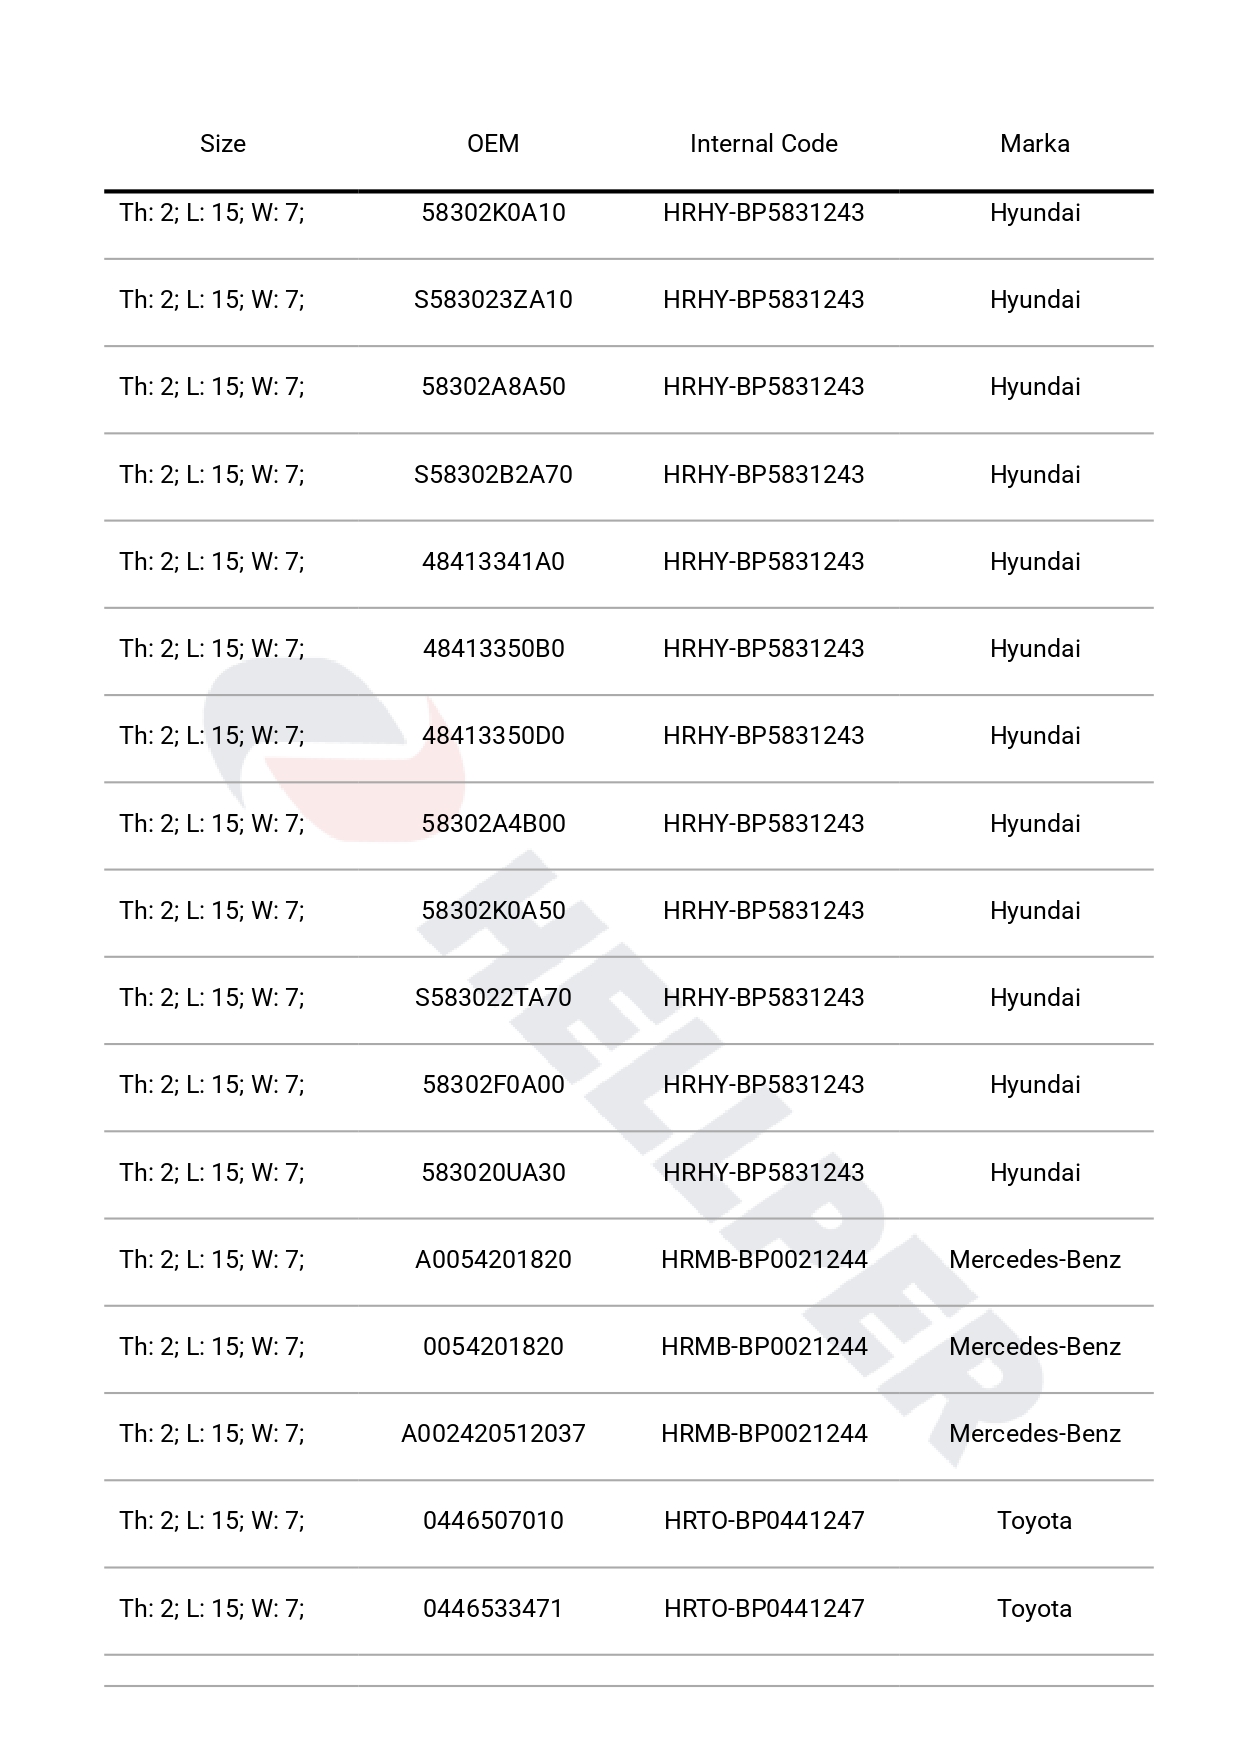 Size OEM Internal Code Marka
Th: 2; L: 15; W: 7; 58302K0A10 HRHY-BP5831243 Hyundai
Th: 2; L: 15; W: 7; S583023ZA10 HRHY-BP5831243 Hyundai
Th: 2; L: 15; W: 7; 58302A8A50 HRHY-BP5831243 Hyundai
Th: 2; L: 15; W: 7; S58302B2A70 HRHY-BP5831243 Hyundai
Th: 2; L: 15; W: 7; 48413341A0 HRHY-BP5831243 Hyundai
Th: 2; L: 15; W: 7; 48413350B0 HRHY-BP5831243 Hyundai
Th: 2; L: 15; W: 7; 48413350D0 HRHY-BP5831243 Hyundai
Th: 2; L: 15; W: 7; 58302A4B00 HRHY-BP5831243 Hyundai
Th: 2; L: 15; W: 7; 58302K0A50 HRHY-BP5831243 Hyundai
Th: 2; L: 15; W: 7; S583022TA70 HRHY-BP5831243 Hyundai
Th: 2; L: 15; W: 7; 58302F0A00 HRHY-BP5831243 Hyundai
Th: 2; L: 15; W: 7; 583020UA30 HRHY-BP5831243 Hyundai
Th: 2; L: 15; W: 7; A0054201820 HRMB-BP0021244 Mercedes-Benz
Th: 2; L: 15; W: 7; 0054201820 HRMB-BP0021244 Mercedes-Benz
Th: 2; L: 15; W: 7; A002420512037 HRMB-BP0021244 Mercedes-Benz
Th: 2; L: 15; W: 7; 0446507010 HRTO-BP0441247 Toyota
Th: 2; L: 15; W: 7; 0446533471 HRTO-BP0441247 Toyota
HELLPER